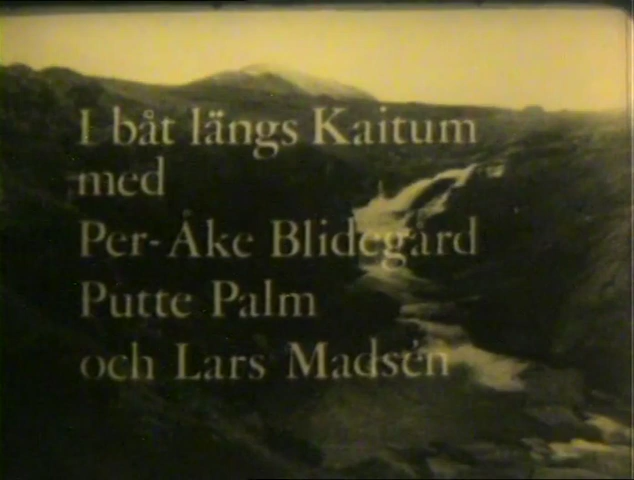 I båt längs Kaitum
med
Per-Åke Blidegård
Putte Palm
och Lars Madsén